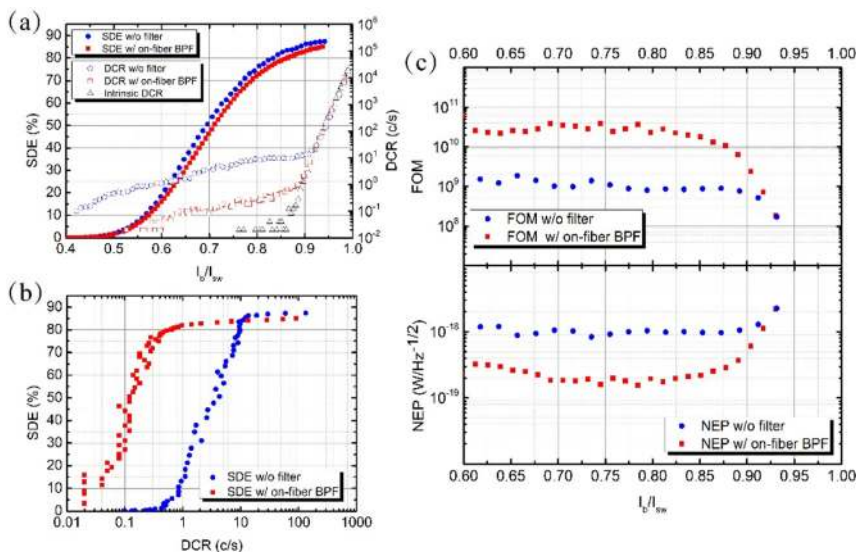 (a)
SDE w/o filter
SDE w/ on-fiber BPF
DCR w/o filtor
DCR w/ on-fiber BPF
Intrinsic DCR
90
80
70
60
50
40
30
20
10
0
SDE (%)
10^6
10^5
10^4
10^3
10^2
10^1
10^0
10^-1
10^-2
DCR (c/s)
0.4 0.5 0.6 0.7 0.8 0.9 1.0
I_b/I_sw
(b)
90
80
70
60
50
40
30
20
10
0
SDE (%)
SDE w/o filter
SDE w/ on-fiber BPF
0.01 0.1 1 10 100 1000
DCR (c/s)
(c)
0.60 0.65 0.70 0.75 0.80 0.85 0.90 0.95 1.00
10^11
10^10
10^9
10^8
FOM
FOM w/o filter
FOM w/ on-fiber BPF
10^-18
10^-19
NEP (W/Hz^-1/2)
NEP w/o filter
NEP w/ on-fiber BPF
0.60 0.65 0.70 0.75 0.80 0.85 0.90 0.95 1.00
I_b/I_sw